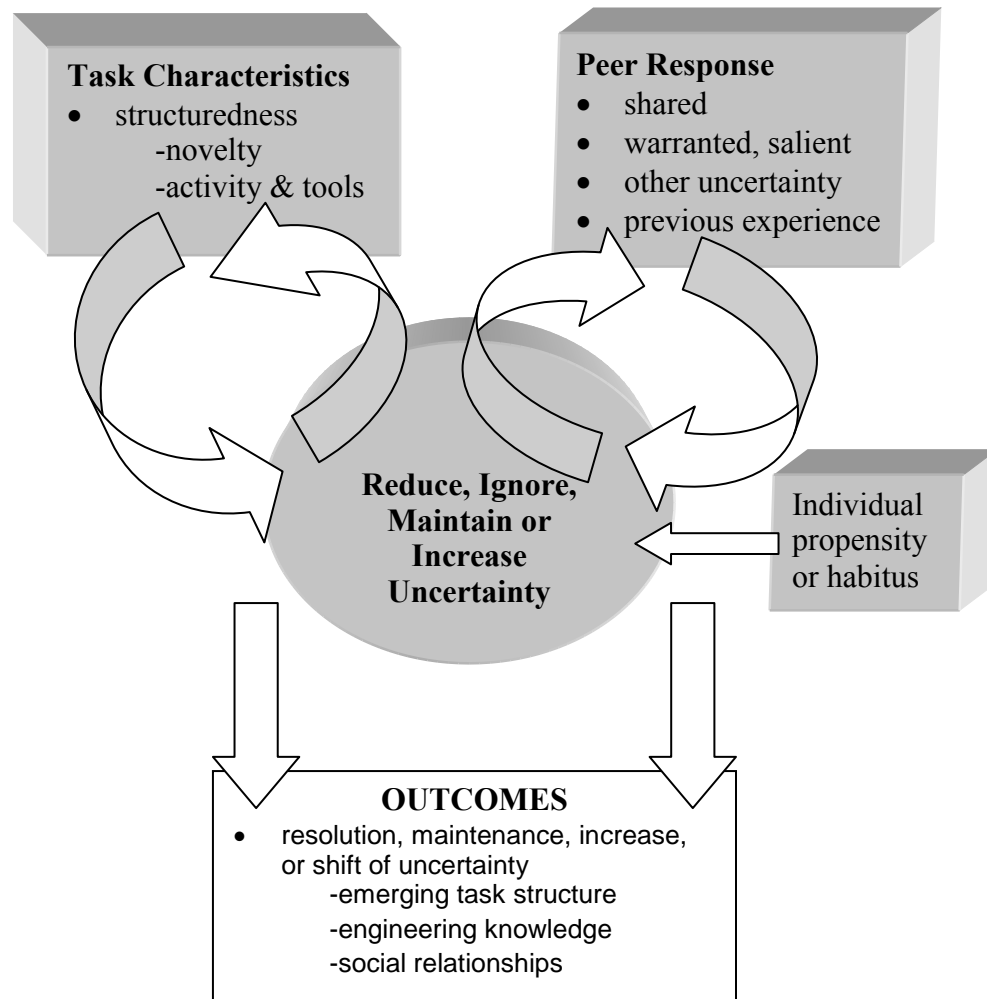 Task Characteristics
• structuredness
-novelty
-activity & tools
Peer Response
• shared
• warranted, salient
• other uncertainty
• previous experience
Reduce, Ignore,
Maintain or
Increase
Uncertainty
Individual
propensity
or habitus
OUTCOMES
• resolution, maintenance, increase,
or shift of uncertainty
-emerging task structure
-engineering knowledge
-social relationships